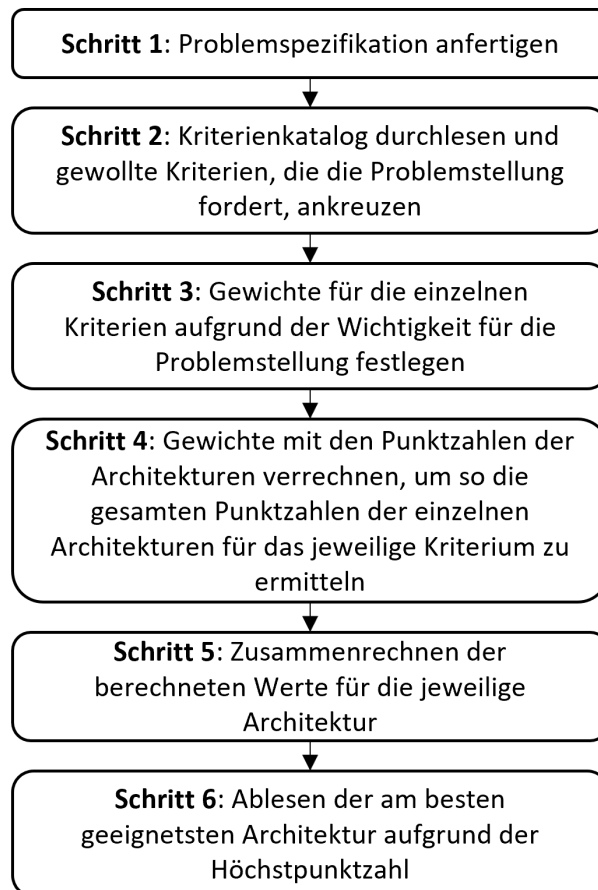 Schritt 1: Problemspezifikation anfertigen
Schritt 2: Kriterienkatalog durchlesen und
gewollte Kriterien, die die Problemstellung
fordert, ankreuzen
Schritt 3: Gewichte für die einzelnen
Kriterien aufgrund der Wichtigkeit für die
Problemstellung festlegen
Schritt 4: Gewichte mit den Punktzahlen der
Architekturen verrechnen, um so die
gesamten Punktzahlen der einzelnen
Architekturen für das jeweilige Kriterium zu
ermitteln
Schritt 5: Zusammenrechnen der
berechneten Werte für die jeweilige
Architektur
Schritt 6: Ablesen der am besten
geeignetsten Architektur aufgrund der
Höchstpunktzahl